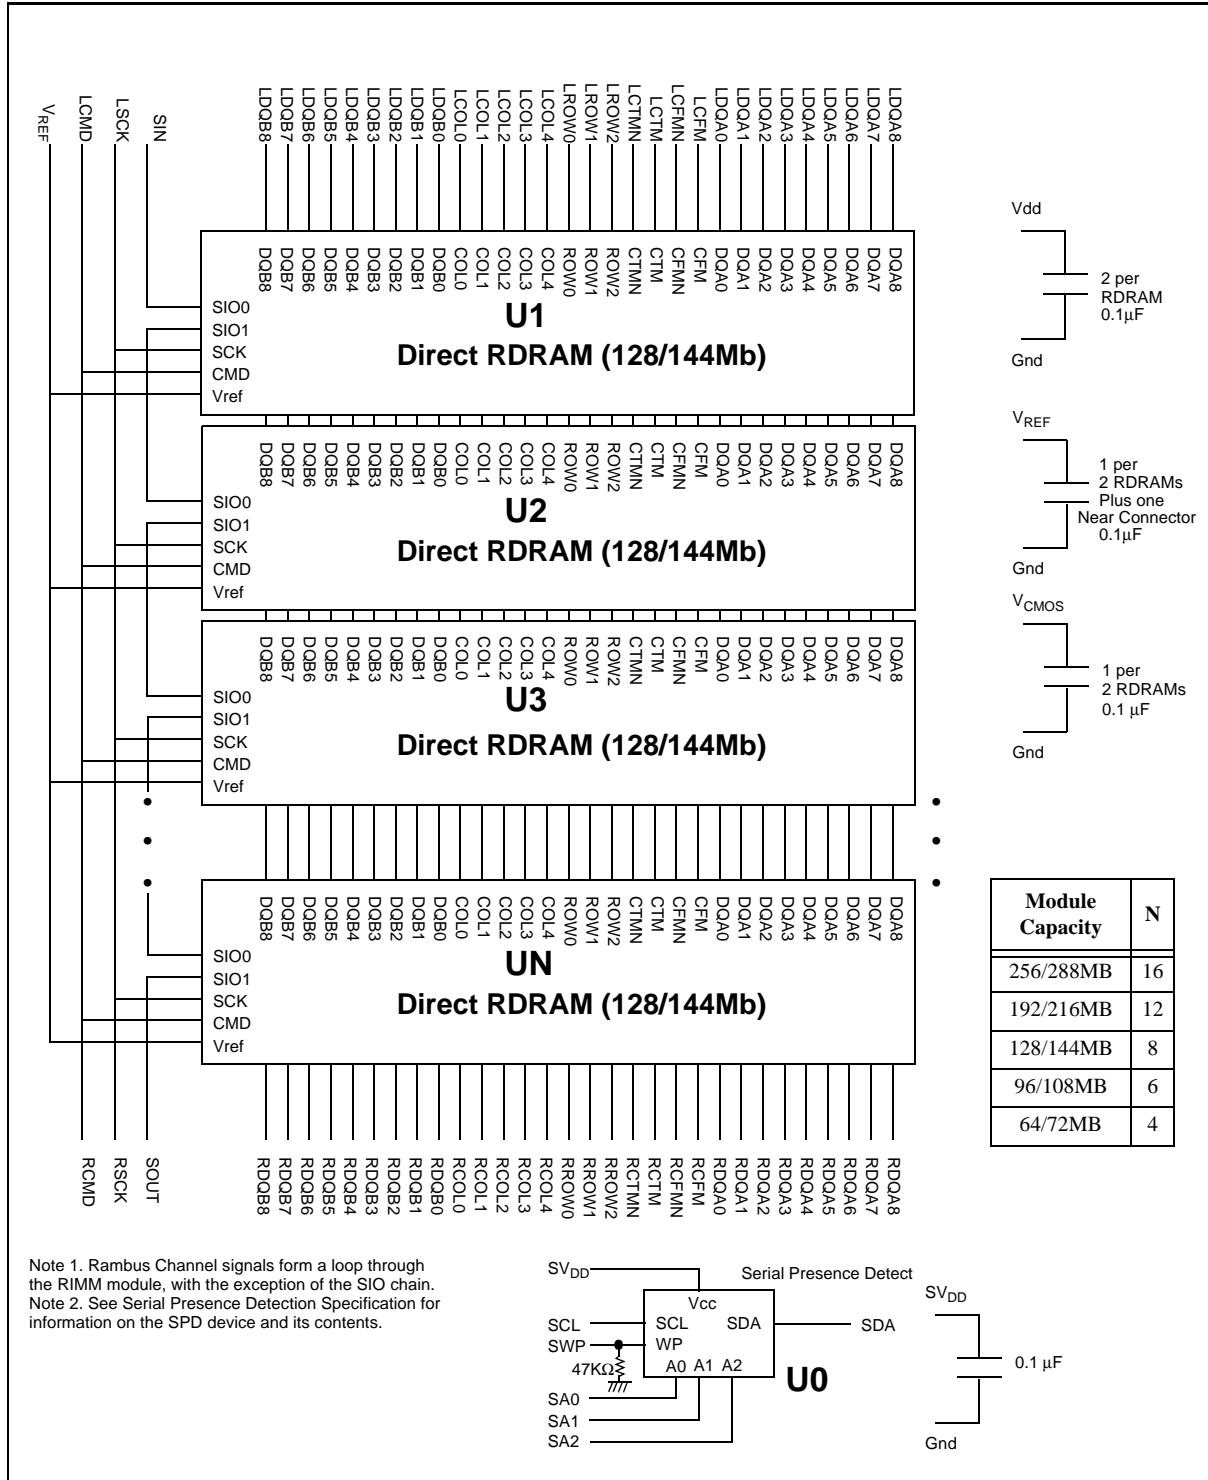 VREF LCMD LSCK SIN LDQB8 LDQB7 LDQB6 LDQB5 LDQB4 LDQB3 LDQB2 LDQB1 LDQB0 LCOL0 LCOL1 LCOL2 LCOL3 LCOL4 LROW0 LROW1 LROW2 LCTMN LCTM LCFMN LCFM LDQA0 LDQA1 LDQA2 LDQA3 LDQA4 LDQA5 LDQA6 LDQA7 LDQA8
DQB8 DQB7 DQB6 DQB5 DQB4 DQB3 DQB2 DQB1 DQB0 COL0 COL1 COL2 COL3 COL4 ROW0 ROW1 ROW2 CTMN CTM CFMN CFM DQA0 DQA1 DQA2 DQA3 DQA4 DQA5 DQA6 DQA7 DQA8
SIO0
SIO1
SCK
CMD
Vref
U1
Direct RDRAM (128/144Mb)
DQB8 DQB7 DQB6 DQB5 DQB4 DQB3 DQB2 DQB1 DQB0 COL0 COL1 COL2 COL3 COL4 ROW0 ROW1 ROW2 CTMN CTM CFMN CFM DQA0 DQA1 DQA2 DQA3 DQA4 DQA5 DQA6 DQA7 DQA8
SIO0
SIO1
SCK
CMD
Vref
U2
Direct RDRAM (128/144Mb)
DQB8 DQB7 DQB6 DQB5 DQB4 DQB3 DQB2 DQB1 DQB0 COL0 COL1 COL2 COL3 COL4 ROW0 ROW1 ROW2 CTMN CTM CFMN CFM DQA0 DQA1 DQA2 DQA3 DQA4 DQA5 DQA6 DQA7 DQA8
SIO0
SIO1
SCK
CMD
Vref
U3
Direct RDRAM (128/144Mb)
DQB8 DQB7 DQB6 DQB5 DQB4 DQB3 DQB2 DQB1 DQB0 COL0 COL1 COL2 COL3 COL4 ROW0 ROW1 ROW2 CTMN CTM CFMN CFM DQA0 DQA1 DQA2 DQA3 DQA4 DQA5 DQA6 DQA7 DQA8
SIO0
SIO1
SCK
CMD
Vref
UN
Direct RDRAM (128/144Mb)
RCMD RSCK SOUT RDQB8 RDQB7 RDQB6 RDQB5 RDQB4 RDQB3 RDQB2 RDQB1 RDQB0 RCOL0 RCOL1 RCOL2 RCOL3 RCOL4 RROW0 RROW1 RROW2 RCTMN RCTM RCFMN RCFM RDQA0 RDQA1 RDQA2 RDQA3 RDQA4 RDQA5 RDQA6 RDQA7 RDQA8
Vdd
2 per
RDRAM
0.1µF
Gnd
VREF
1 per
2 RDRAMs
Plus one
Near Connector
0.1µF
Gnd
VCMOS
1 per
2 RDRAMs
0.1 µF
Gnd
Module Capacity N
256/288MB 16
192/216MB 12
128/144MB 8
96/108MB 6
64/72MB 4
Note 1. Rambus Channel signals form a loop through
the RIMM module, with the exception of the SIO chain.
Note 2. See Serial Presence Detection Specification for
information on the SPD device and its contents.
SVDD
Serial Presence Detect
Vcc
SCL SCL SDA SDA
SWP WP
47KΩ
A0 A1 A2
U0
SA0
SA1
SA2
SVDD
0.1 µF
Gnd